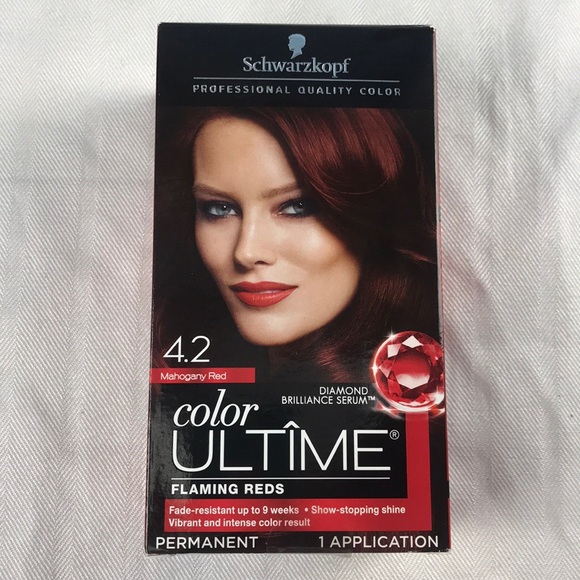 Schwarzkopf
PROFESSIONAL QUALITY COLOR
4.2
Mahogany Red
DIAMOND
BRILLIANCE SERUM™
color
ULTÎME®
FLAMING REDS
Fade-resistant up to 9 weeks • Show-stopping shine
Vibrant and intense color result
PERMANENT 1 APPLICATION